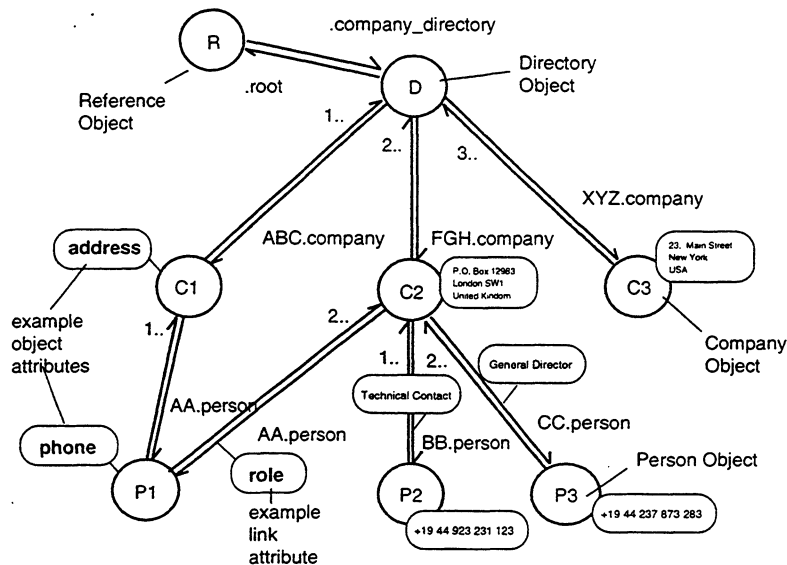 .company_directory
R
Directory
Object
D
.root
Reference
Object
1..
2..
3..
XYZ.company
address
ABC.company
FGH.company
23. Main Street
New York
USA
P.O. Box 12983
London SW1
United Kindom
C1
C2
C3
example
object
attributes
1..
2..
1..
2..
General Director
Company
Object
Technical Contact
AA.person
AA.person
CC.person
BB.person
phone
role
Person Object
P1
P2
P3
example
link
attribute
+19 44 923 231 123
+19 44 237 873 283